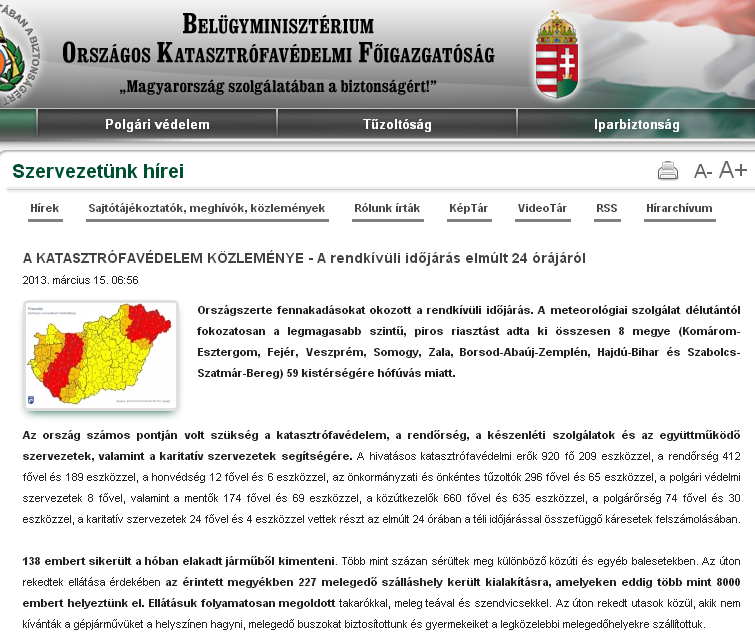 ÁBAN A BIZTONSÁGÉRT!
BELÜGYMINISZTÉRIUM
ORSZÁGOS KATASZTRÓFAVÉDELMI FŐIGAZGATÓSÁG
„Magyarország szolgálatában a biztonságért!”
Polgári védelem Tűzoltóság Iparbiztonság
Szervezetünk hírei A- A+
Hírek Sajtótájékoztatók, meghívók, közlemények Rólunk írták KépTár VideoTár RSS Hírarchívum
A KATASZTRÓFAVÉDELEM KÖZLEMÉNYE - A rendkívüli időjárás elmúlt 24 órájáról
2013. március 15. 06:56
Országszerte fennakadásokat okozott a rendkívüli időjárás. A meteorológiai szolgálat délutántól
fokozatosan a legmagasabb szintű, piros riasztást adta ki összesen 8 megye (Komárom-
Esztergom, Fejér, Veszprém, Somogy, Zala, Borsod-Abaúj-Zemplén, Hajdú-Bihar és Szabolcs-
Szatmár-Bereg) 59 kistérségére hófúvás miatt.
Az ország számos pontján volt szükség a katasztrófavédelem, a rendőrség, a készenléti szolgálatok és az együttműködő
szervezetek, valamint a karitatív szervezetek segítségére. A hivatásos katasztrófavédelmi erők 920 fő 209 eszközzel, a rendőrség 412
fővel és 189 eszközzel, a honvédség 12 fővel és 6 eszközzel, az önkormányzati és önkéntes tűzoltók 296 fővel és 65 eszközzel, a polgári védelmi
szervezetek 8 fővel, valamint a mentők 174 fővel és 69 eszközzel, a közútkezelők 660 fővel és 635 eszközzel, a polgárőrség 74 fővel és 30
eszközzel, a karitatív szervezetek 24 fővel és 4 eszközzel vettek részt az elmúlt 24 órában a téli időjárással összefüggő káresetek felszámolásában.
138 embert sikerült a hóban elakadt járműből kimenteni. Több mint százan sérültek meg különböző közúti és egyéb balesetekben. Az úton
rekedtek ellátása érdekében az érintett megyékben 227 melegedő szálláshely került kialakításra, amelyeken eddig több mint 8000
embert helyeztünk el. Ellátásuk folyamatosan megoldott takarókkal, meleg teával és szendvicsekkel. Az úton rekedt utasok közül, akik nem
kívánták a gépjárművüket a helyszínen hagyni, melegedő buszokat biztosítottunk és gyermekeiket a legközelebbi melegedőhelyekre szállítottuk.